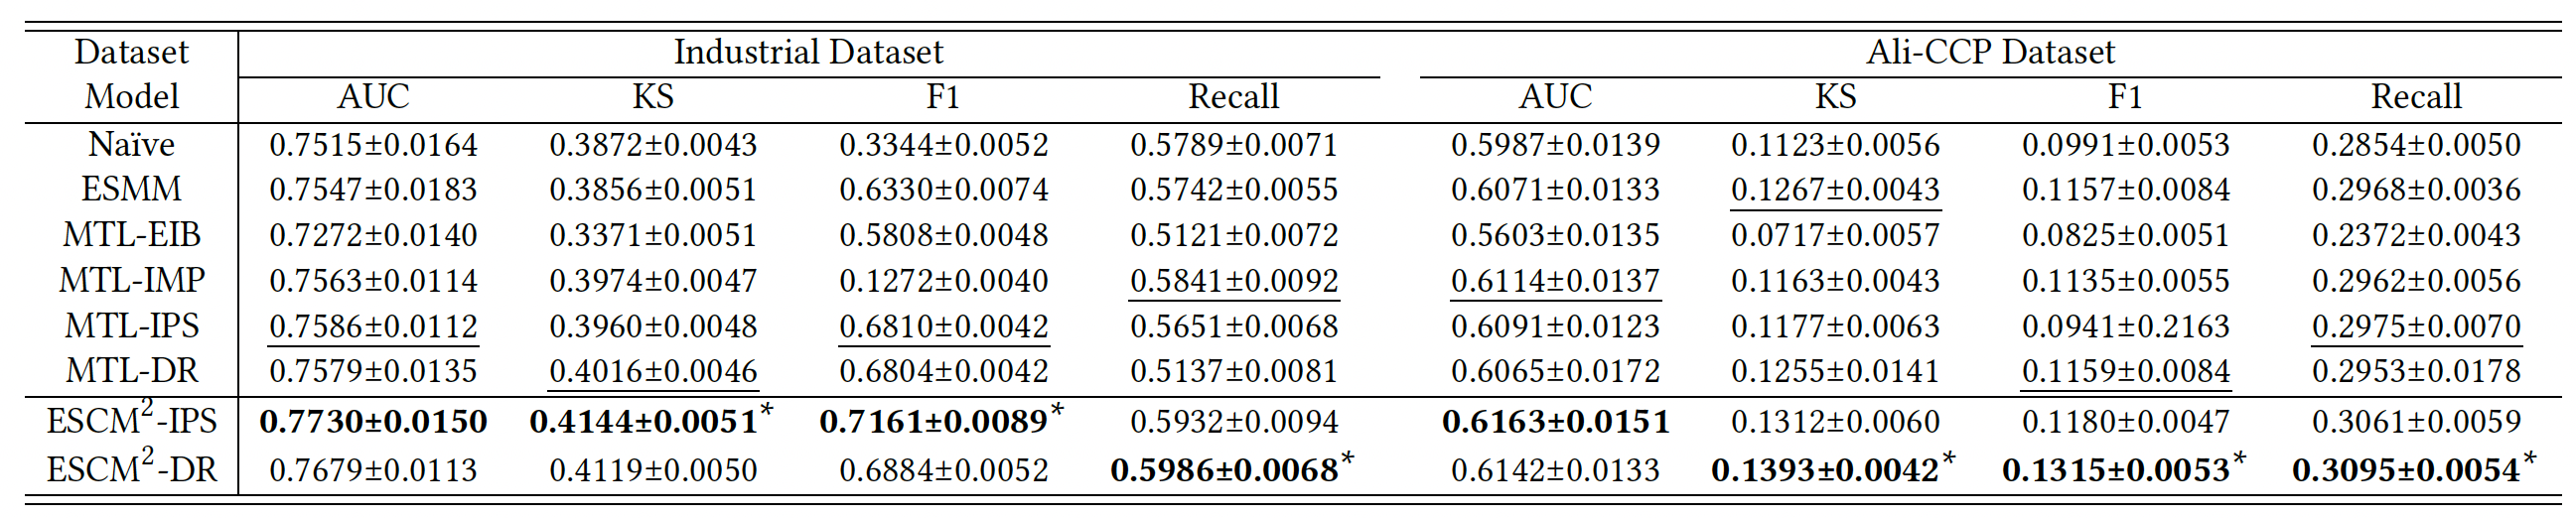 Dataset Industrial Dataset Ali-CCP Dataset
Model AUC KS F1 Recall AUC KS F1 Recall
Naïve 0.7515±0.0164 0.3872±0.0043 0.3344±0.0052 0.5789±0.0071 0.5987±0.0139 0.1123±0.0056 0.0991±0.0053 0.2854±0.0050
ESMM 0.7547±0.0183 0.3856±0.0051 0.6330±0.0074 0.5742±0.0055 0.6071±0.0133 0.1267±0.0043 0.1157±0.0084 0.2968±0.0036
MTL-EIB 0.7272±0.0140 0.3371±0.0051 0.5808±0.0048 0.5121±0.0072 0.5603±0.0135 0.0717±0.0057 0.0825±0.0051 0.2372±0.0043
MTL-IMP 0.7563±0.0114 0.3974±0.0047 0.1272±0.0040 0.5841±0.0092 0.6114±0.0137 0.1163±0.0043 0.1135±0.0055 0.2962±0.0056
MTL-IPS 0.7586±0.0112 0.3960±0.0048 0.6810±0.0042 0.5651±0.0068 0.6091±0.0123 0.1177±0.0063 0.0941±0.2163 0.2975±0.0070
MTL-DR 0.7579±0.0135 0.4016±0.0046 0.6804±0.0042 0.5137±0.0081 0.6065±0.0172 0.1255±0.0141 0.1159±0.0084 0.2953±0.0178
ESCM²-IPS 0.7730±0.0150 0.4144±0.0051* 0.7161±0.0089* 0.5932±0.0094 0.6163±0.0151 0.1312±0.0060 0.1180±0.0047 0.3061±0.0059
ESCM²-DR 0.7679±0.0113 0.4119±0.0050 0.6884±0.0052 0.5986±0.0068* 0.6142±0.0133 0.1393±0.0042* 0.1315±0.0053* 0.3095±0.0054*